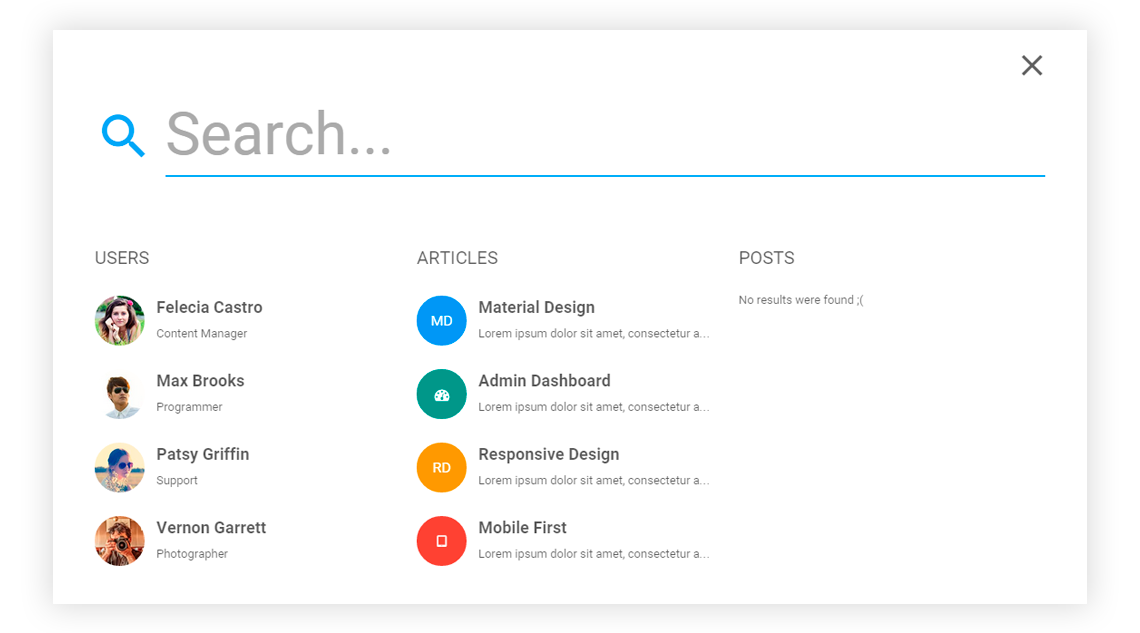 Search...
USERS
Felecia Castro
Content Manager
Max Brooks
Programmer
Patsy Griffin
Support
Vernon Garrett
Photographer
ARTICLES
MD
Material Design
Lorem ipsum dolor sit amet, consectetur a...
Admin Dashboard
Lorem ipsum dolor sit amet, consectetur a...
RD
Responsive Design
Lorem ipsum dolor sit amet, consectetur a...
Mobile First
Lorem ipsum dolor sit amet, consectetur a...
POSTS
No results were found ;(